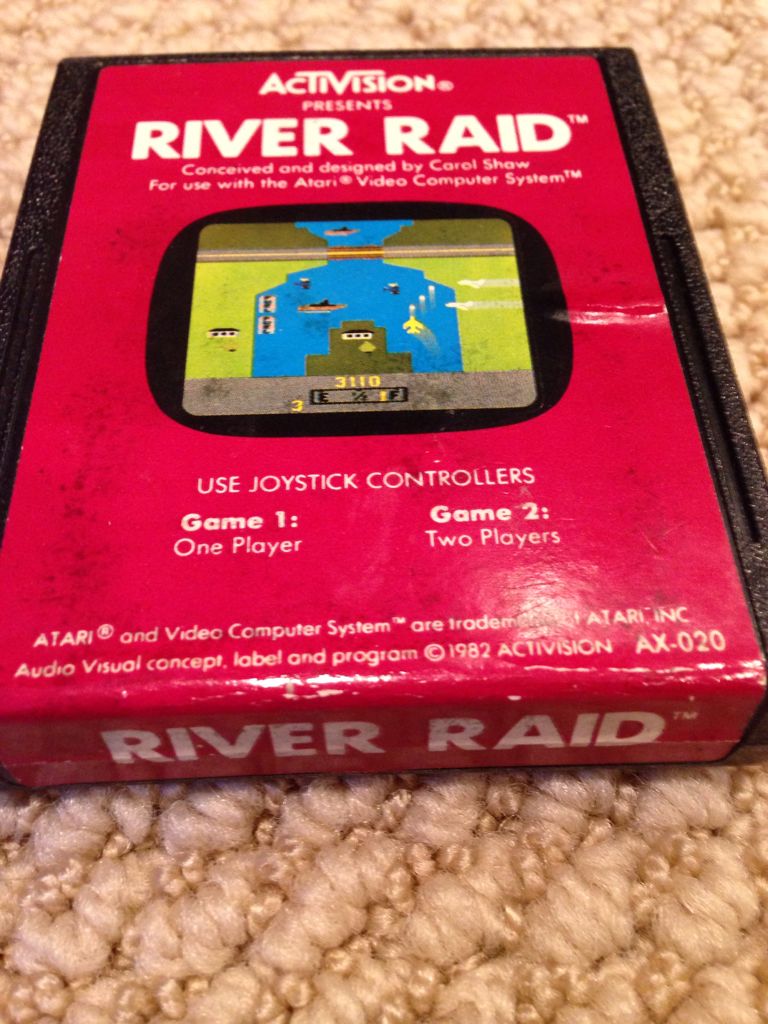 ACTIVISION®
PRESENTS
RIVER RAID™
Conceived and designed by Carol Shaw
For use with the Atari® Video Computer System™
3110
E ½ F
3
USE JOYSTICK CONTROLLERS
Game 1: Game 2:
One Player Two Players
ATARI® and Video Computer System™ are ATARI, INC
Audio Visual concept, label and program ©1982 ACTIVISION AX-020
RIVER RAID™